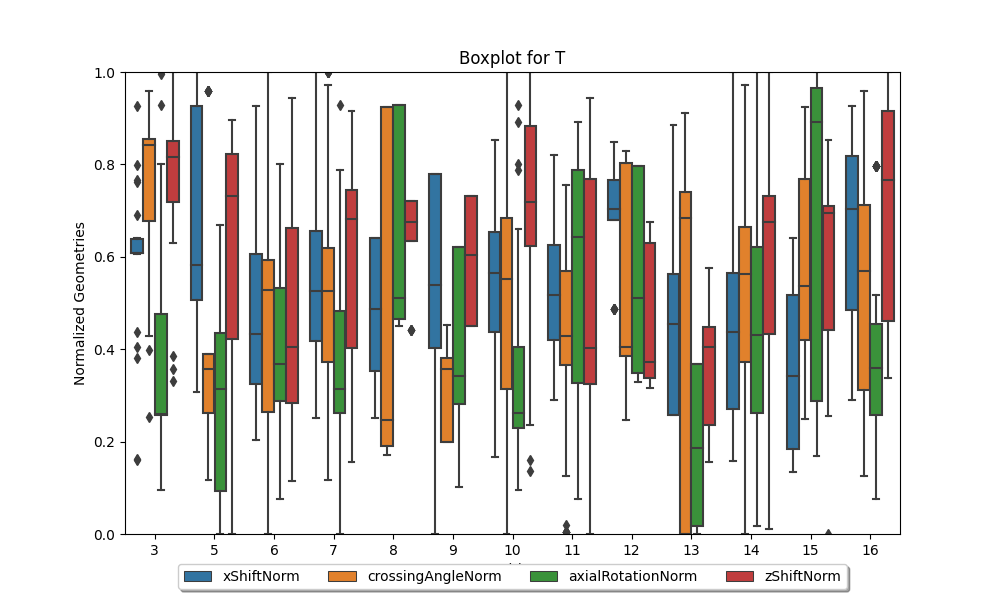 Boxplot for T
Normalized Geometries
1.0
0.8
0.6
0.4
0.2
0.0
3 5 6 7 8 9 10 11 12 13 14 15 16
xShiftNorm crossingAngleNorm axialRotationNorm zShiftNorm